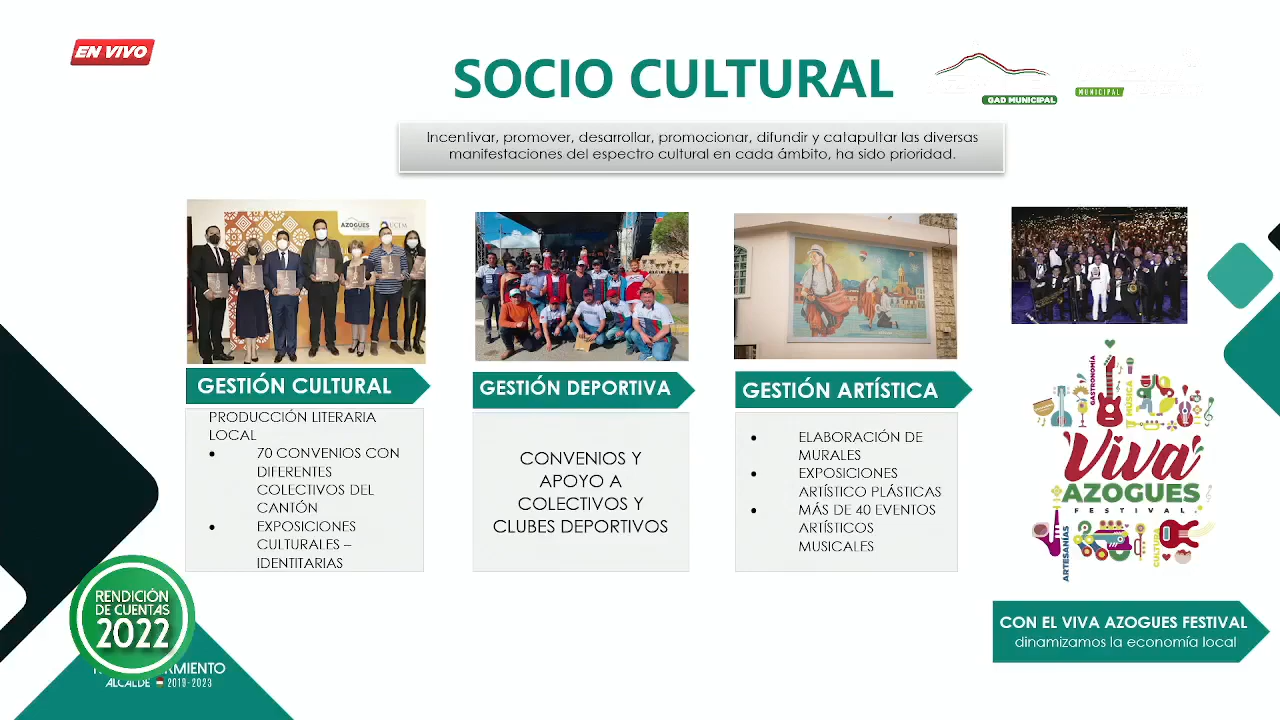 EN VIVO
SOCIO CULTURAL
GAD MUNICIPAL
MUNICIPAL
Incentivar, promover, desarrollar, promocionar, difundir y catapultar las diversas
manifestaciones del espectro cultural en cada ámbito, ha sido prioridad.
AZOGUES
GESTIÓN CULTURAL
PRODUCCIÓN LITERARIA
LOCAL
• 70 CONVENIOS CON
DIFERENTES
COLECTIVOS DEL
CANTÓN
• EXPOSICIONES
CULTURALES –
IDENTITARIAS
GESTIÓN DEPORTIVA
CONVENIOS Y
APOYO A
COLECTIVOS Y
CLUBES DEPORTIVOS
GESTIÓN ARTÍSTICA
• ELABORACIÓN DE
MURALES
• EXPOSICIONES
ARTÍSTICO PLÁSTICAS
• MÁS DE 40 EVENTOS
ARTÍSTICOS
MUSICALES
GASTRONOMÍA
MÚSICA
Viva
AZOGUES
FESTIVAL
ARTESANÍAS
CULTURA
CON EL VIVA AZOGUES FESTIVAL
dinamizamos la economía local
RENDICIÓN
DE CUENTAS
2022
ALCALDE 2019-2023